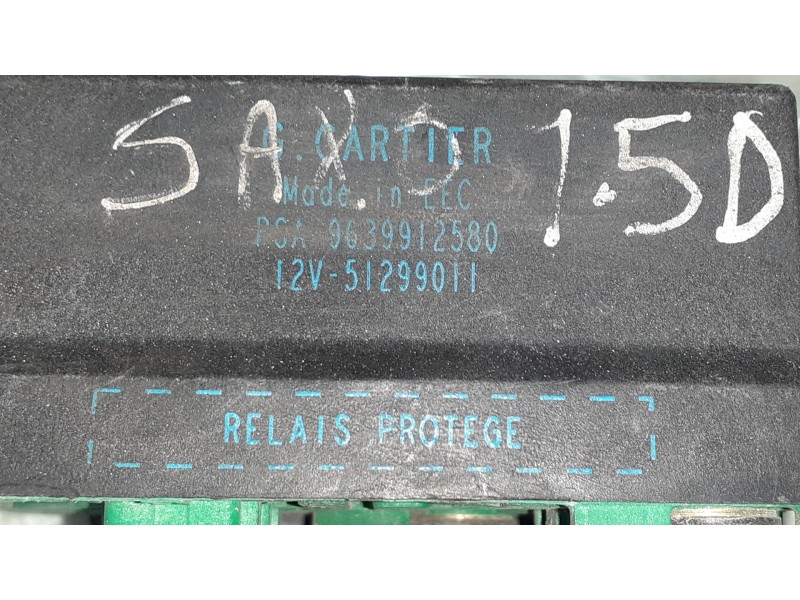 SAXO 1.5D
G. CARTIER
Made in EEC
PSA 9639912580
12V-51299011
RELAIS PROTEGE